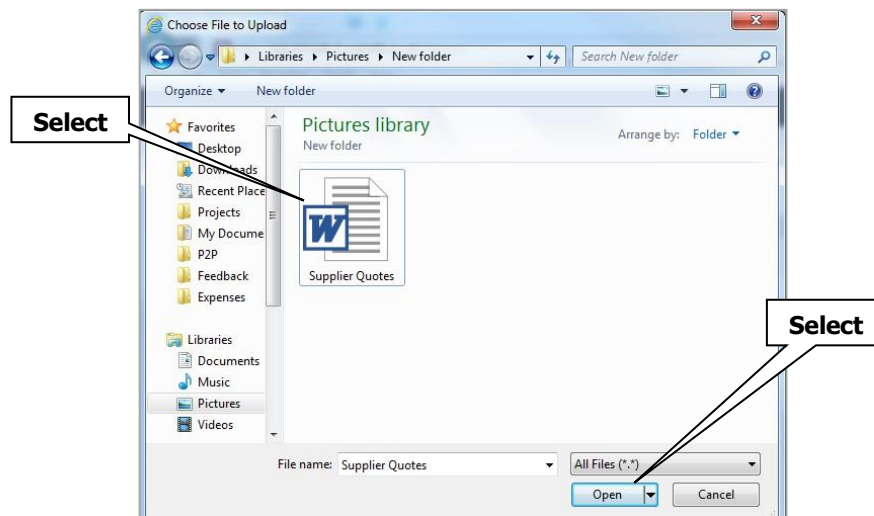 Choose File to Upload
Libraries Pictures New folder
Search New folder
Organize New folder
Select
Favorites
Desktop
Downloads
Recent Place
Projects
My Docume
P2P
Feedback
Expenses
Libraries
Documents
Music
Pictures
Videos
Pictures library
New folder
Arrange by: Folder
W
Supplier Quotes
Select
File name: Supplier Quotes
All Files (*.*)
Open Cancel